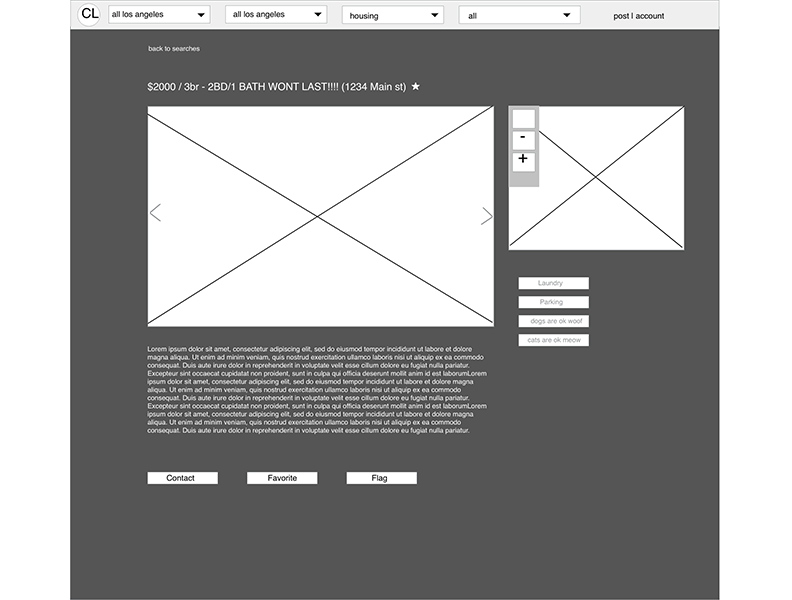 CL
all los angeles
all los angeles
housing
all
post | account
back to searches
$2000 / 3br - 2BD/1 BATH WONT LAST!!!! (1234 Main st) ★
-
+
Laundry
Parking
dogs are ok woof
cats are ok meow
Lorem ipsum dolor sit amet, consectetur adipiscing elit, sed do eiusmod tempor incididunt ut labore et dolore
magna aliqua. Ut enim ad minim veniam, quis nostrud exercitation ullamco laboris nisi ut aliquip ex ea commodo
consequat. Duis aute irure dolor in reprehenderit in voluptate velit esse cillum dolore eu fugiat nulla pariatur.
Excepteur sint occaecat cupidatat non proident, sunt in culpa qui officia deserunt mollit anim id est laborumLorem
ipsum dolor sit amet, consectetur adipiscing elit, sed do eiusmod tempor incididunt ut labore et dolore magna
aliqua. Ut enim ad minim veniam, quis nostrud exercitation ullamco laboris nisi ut aliquip ex ea commodo
consequat. Duis aute irure dolor in reprehenderit in voluptate velit esse cillum dolore eu fugiat nulla pariatur.
Excepteur sint occaecat cupidatat non proident, sunt in culpa qui officia deserunt mollit anim id est laborumLorem
ipsum dolor sit amet, consectetur adipiscing elit, sed do eiusmod tempor incididunt ut labore et dolore magna
aliqua. Ut enim ad minim veniam, quis nostrud exercitation ullamco laboris nisi ut aliquip ex ea commodo
consequat. Duis aute irure dolor in reprehenderit in voluptate velit esse cillum dolore eu fugiat nulla pariatur.
Contact
Favorite
Flag